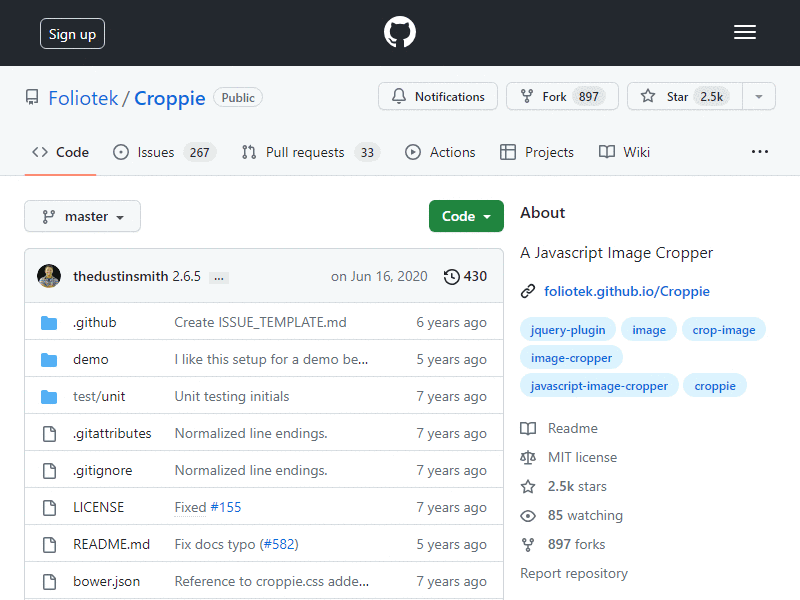 Sign up
Foliotek / Croppie Public
Notifications Fork 897 Star 2.5k
Code Issues 267 Pull requests 33 Actions Projects Wiki ...
master Code
thedustinsmith 2.6.5 ... on Jun 16, 2020 430
.github Create ISSUE_TEMPLATE.md 6 years ago
demo I like this setup for a demo be... 5 years ago
test/unit Unit testing initials 7 years ago
.gitattributes Normalized line endings. 7 years ago
.gitignore Normalized line endings. 7 years ago
LICENSE Fixed #155 7 years ago
README.md Fix docs typo (#582) 5 years ago
bower.json Reference to croppie.css adde... 7 years ago
About
A Javascript Image Cropper
foliotek.github.io/Croppie
jquery-plugin image crop-image
image-cropper
javascript-image-cropper croppie
Readme
MIT license
2.5k stars
85 watching
897 forks
Report repository